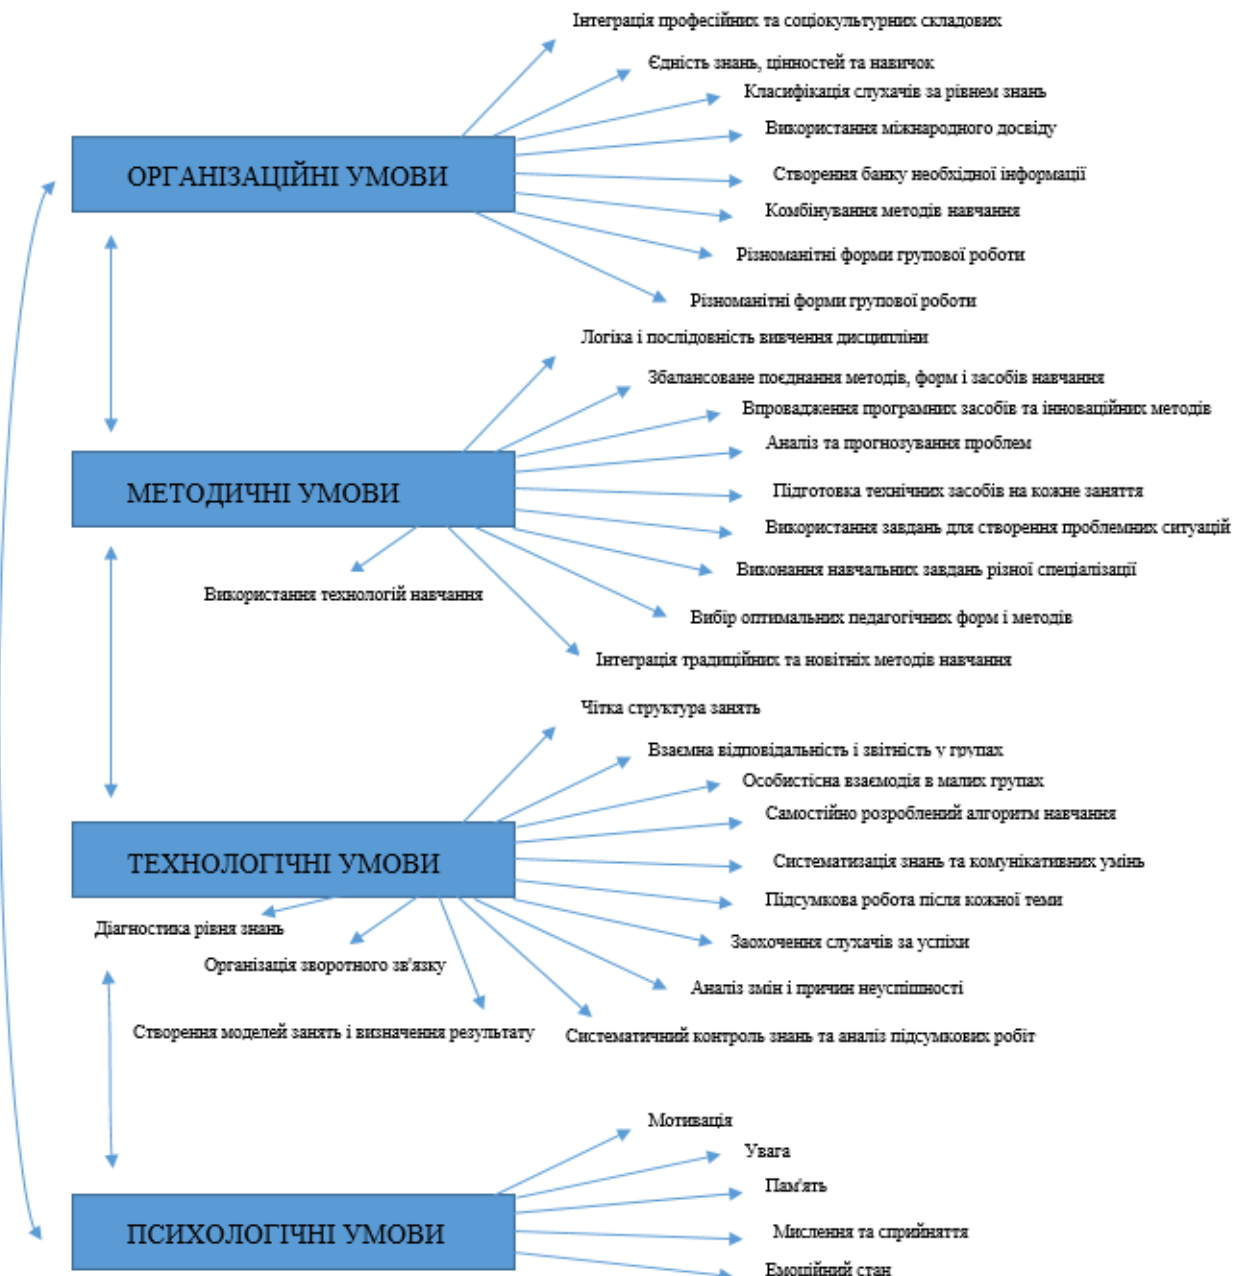 Інтеграція професійних та соціокультурних складових
Єдність знань, цінностей та навичок
Класифікація слухачів за рівнем знань
Використання міжнародного досвіду
ОРГАНІЗАЦІЙНІ УМОВИ
Створення банку необхідної інформації
Комбінування методів навчання
Різноманітні форми групової роботи
Різноманітні форми групової роботи
Логіка і послідовність вивчення дисципліни
Збалансоване поєднання методів, форм і засобів навчання
Впровадження програмних засобів та інноваційних методів
Аналіз та прогнозування проблем
МЕТОДИЧНІ УМОВИ
Підготовка технічних засобів на кожне заняття
Використання завдань для створення проблемних ситуацій
Виконання навчальних завдань різної спеціалізації
Використання технологій навчання
Вибір оптимальних педагогічних форм і методів
Інтеграція традиційних та новітніх методів навчання
Чітка структура занять
Взаємна відповідальність і звітність у групах
Особистісна взаємодія в малих групах
Самостійно розроблений алгоритм навчання
ТЕХНОЛОГІЧНІ УМОВИ
Систематизація знань та комунікативних умінь
Підсумкова робота після кожної теми
Діагностика рівня знань
Заохочення слухачів за успіхи
Організація зворотного зв'язку
Аналіз змін і причин неуспішності
Створення моделей занять і визначення результату
Систематичний контроль знань та аналіз підсумкових робіт
Мотивація
Увага
Пам'ять
ПСИХОЛОГІЧНІ УМОВИ
Мислення та сприйняття
Емоційний стан